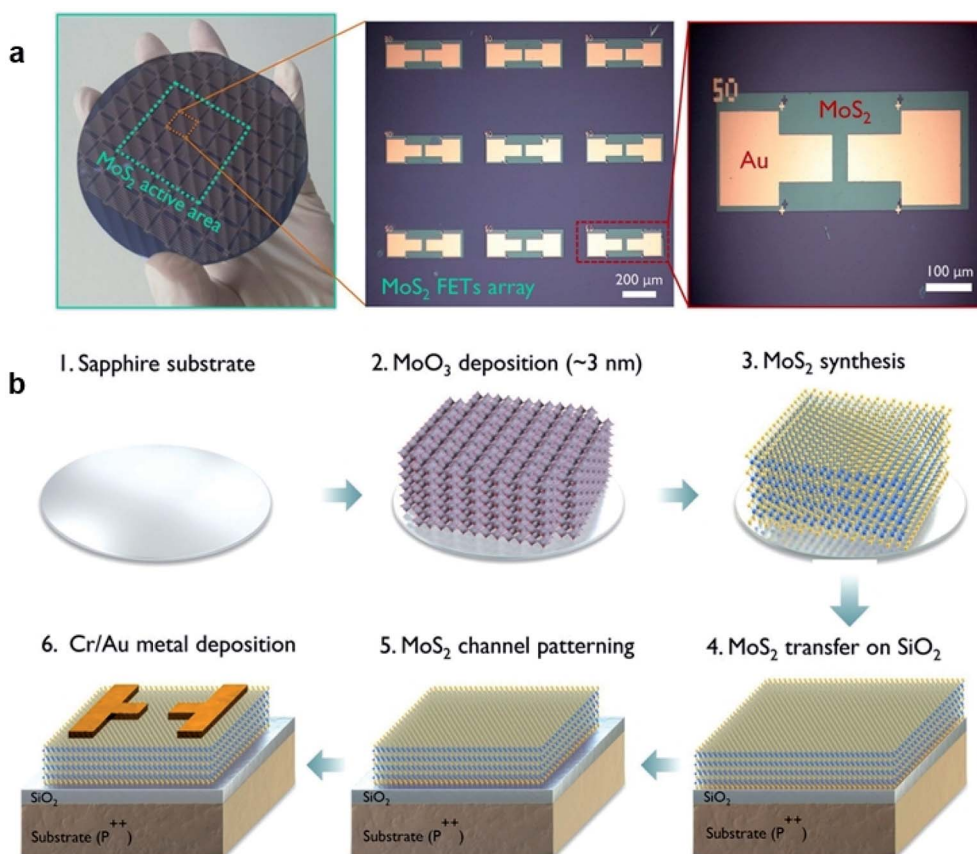 a
MoS₂ active area
MoS₂ FETs array
200 µm
50
MoS₂
Au
100 µm
b
1. Sapphire substrate
2. MoO₃ deposition (~3 nm)
3. MoS₂ synthesis
6. Cr/Au metal deposition
5. MoS₂ channel patterning
4. MoS₂ transfer on SiO₂
SiO₂
Substrate (P⁺⁺)
SiO₂
Substrate (P⁺⁺)
SiO₂
Substrate (P⁺⁺)